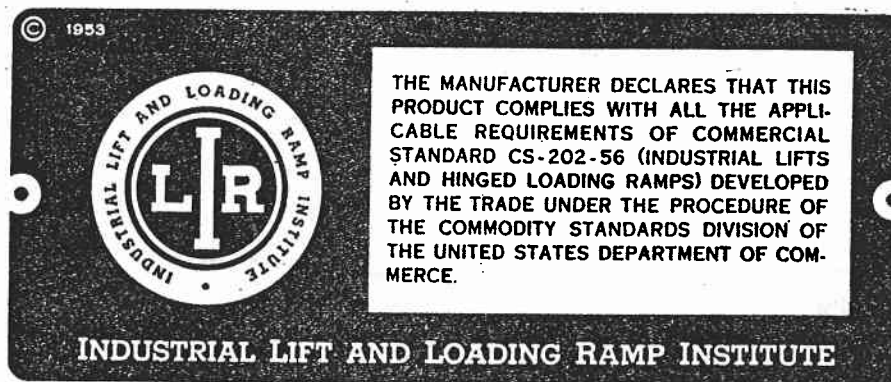 © 1953
INDUSTRIAL LIFT AND LOADING RAMP INSTITUTE •
L I R
THE MANUFACTURER DECLARES THAT THIS
PRODUCT COMPLIES WITH ALL THE APPLI-
CABLE REQUIREMENTS OF COMMERCIAL
STANDARD CS-202-56 (INDUSTRIAL LIFTS
AND HINGED LOADING RAMPS) DEVELOPED
BY THE TRADE UNDER THE PROCEDURE OF
THE COMMODITY STANDARDS DIVISION OF
THE UNITED STATES DEPARTMENT OF COM-
MERCE.
INDUSTRIAL LIFT AND LOADING RAMP INSTITUTE